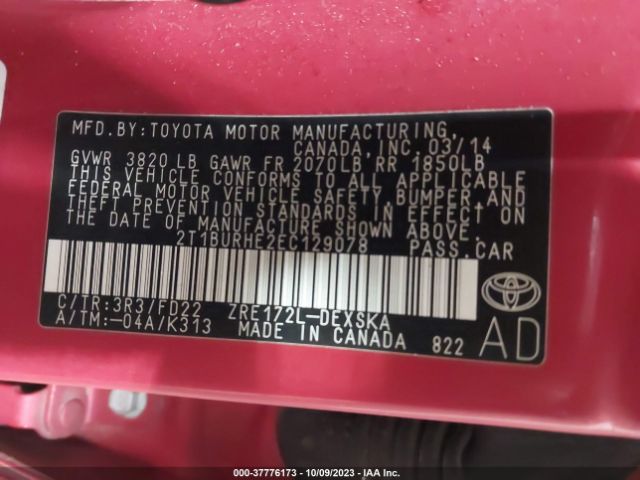 MFD. BY: TOYOTA MOTOR MANUFACTURING,
CANADA, INC. 03/14
GVWR 3820 LB GAWR FR 2070LB RR 1850LB
THIS VEHICLE CONFORMS TO ALL APPLICABLE
FEDERAL MOTOR VEHICLE SAFETY, BUMPER, AND
THEFT PREVENTION STANDARDS IN EFFECT ON
THE DATE OF MANUFACTURE SHOWN ABOVE.
2T1BURHE2EC129078 PASS. CAR
C/TR:3R3/FD22 ZRE172L-DEXSKA
A/TM:-04A/K313 MADE IN CANADA 822 AD
000-37776173 - 10/09/2023 - IAA Inc.